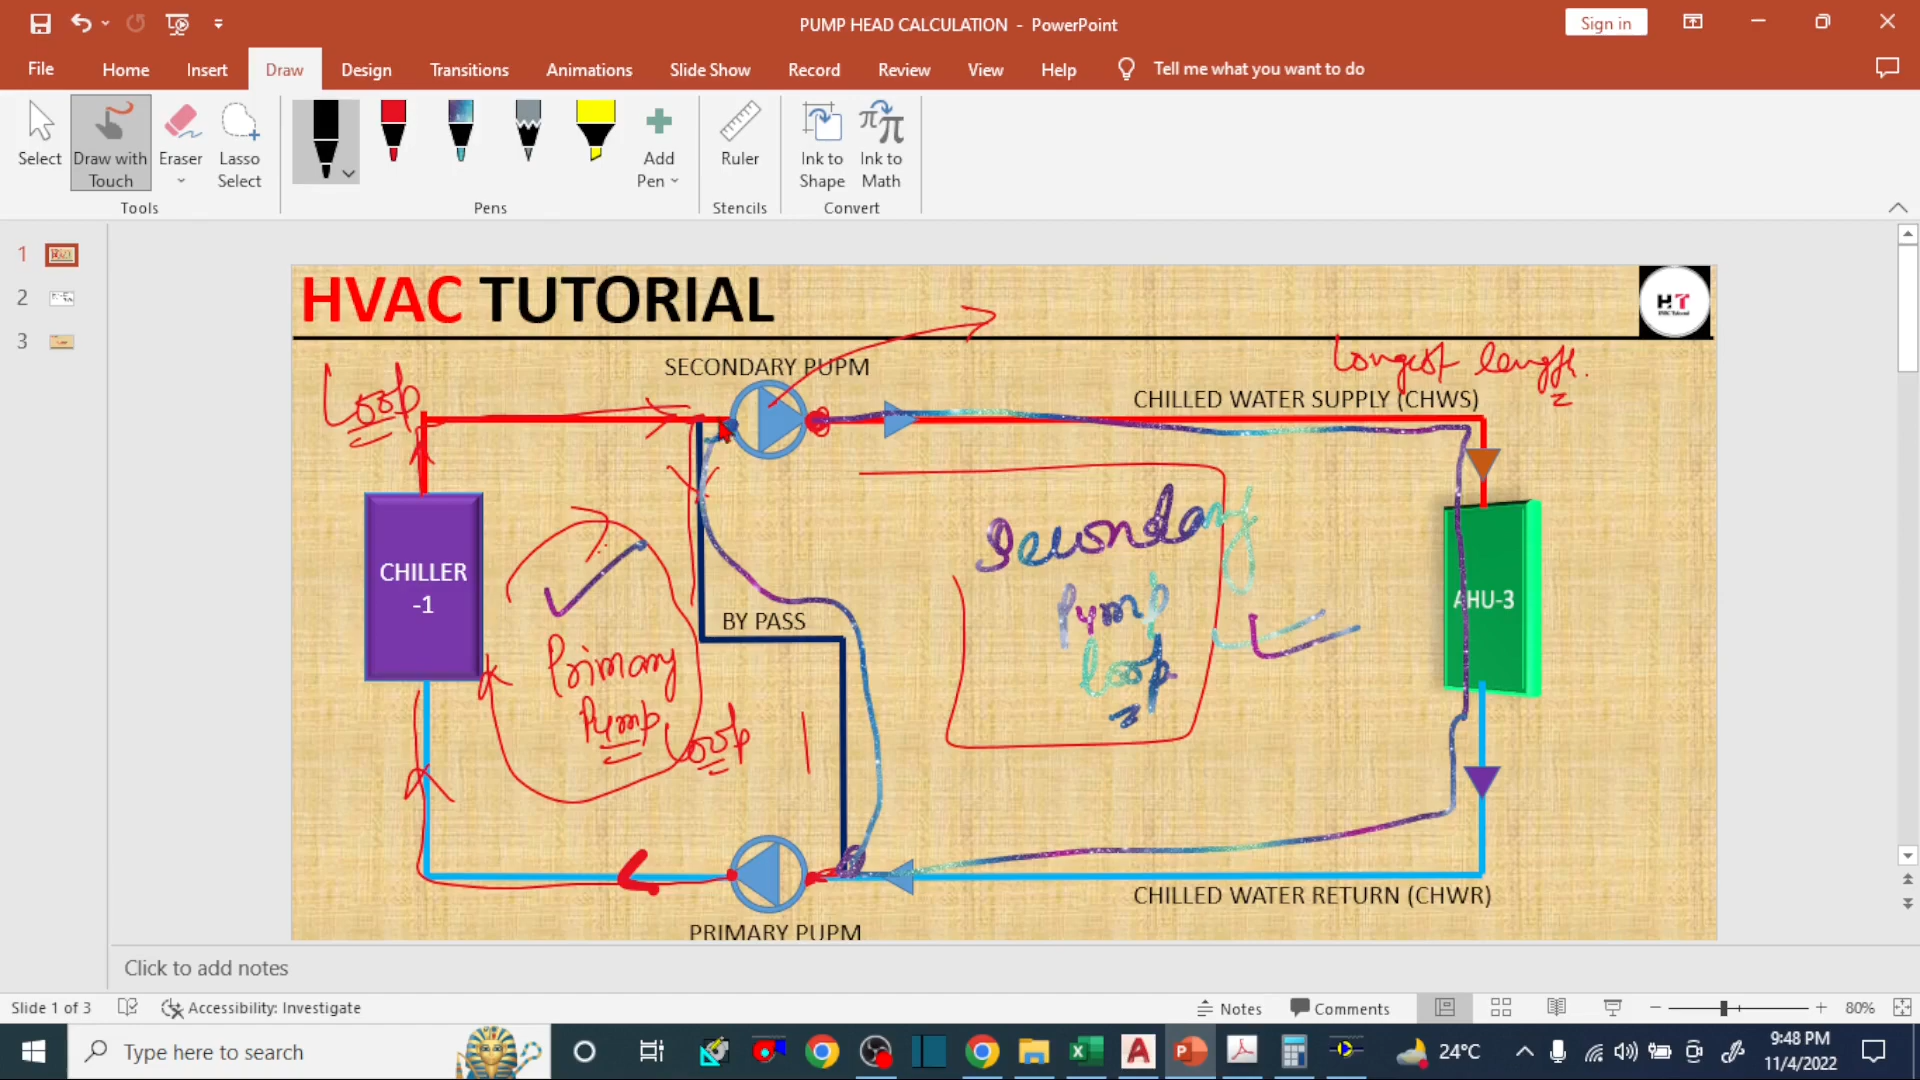 PUMP HEAD CALCULATION - PowerPoint
Sign in
File Home Insert Draw Design Transitions Animations Slide Show Record Review View Help Tell me what you want to do
Select Draw with Touch Eraser Lasso Select
Add Pen
Ruler
Ink to Shape Ink to Math
Tools Pens Stencils Convert
1
2
3
HVAC TUTORIAL
HT
HVAC Tutorial
SECONDARY PUPM
Longest length.
Loop
CHILLED WATER SUPPLY (CHWS)
Secondary
Pump
Loop
CHILLER
-1
AHU-3
BY PASS
Primary
Pump
Loop
CHILLED WATER RETURN (CHWR)
PRIMARY PUPM
Click to add notes
Slide 1 of 3 Accessibility: Investigate Notes Comments 80%
Type here to search
24°C
9:48 PM
11/4/2022